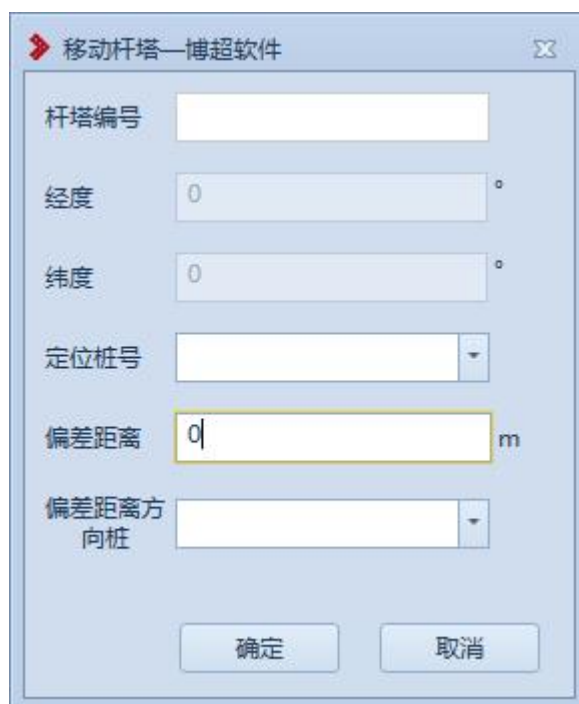 移动杆塔—博超软件
杆塔编号
经度 0 °
纬度 0 °
定位桩号
偏差距离 0 m
偏差距离方
向桩
确定 取消